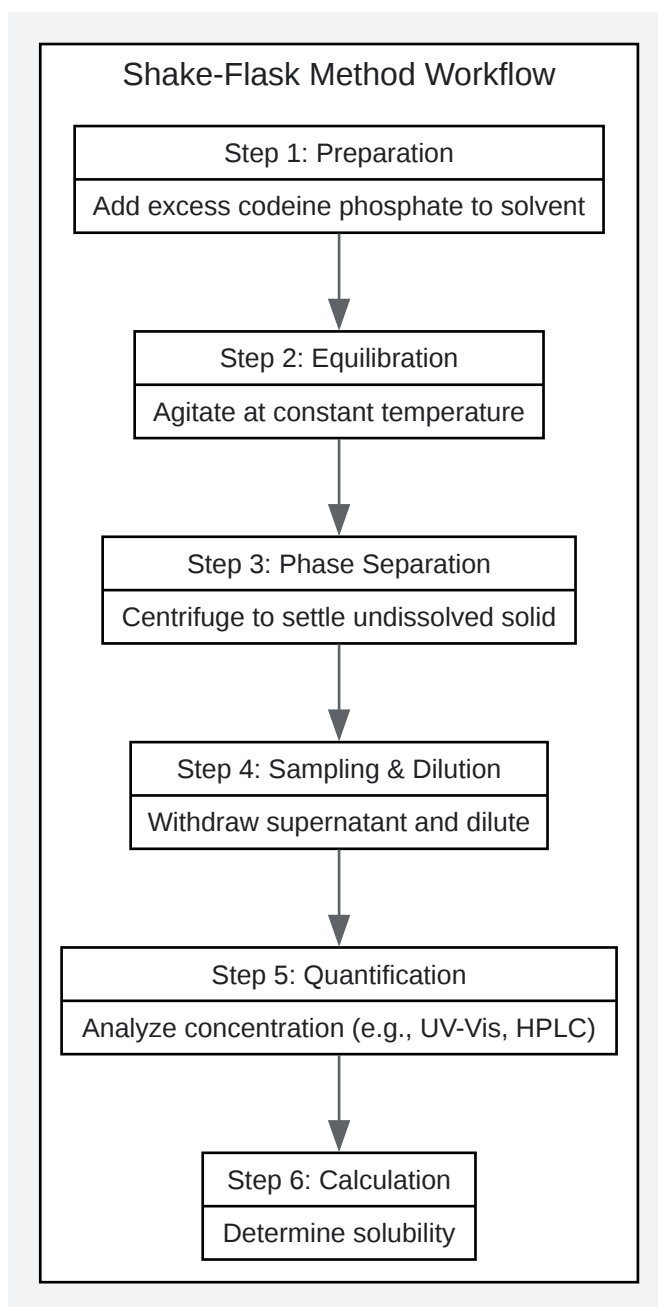 Shake-Flask Method Workflow
Step 1: Preparation
Add excess codeine phosphate to solvent
Step 2: Equilibration
Agitate at constant temperature
Step 3: Phase Separation
Centrifuge to settle undissolved solid
Step 4: Sampling & Dilution
Withdraw supernatant and dilute
Step 5: Quantification
Analyze concentration (e.g., UV-Vis, HPLC)
Step 6: Calculation
Determine solubility